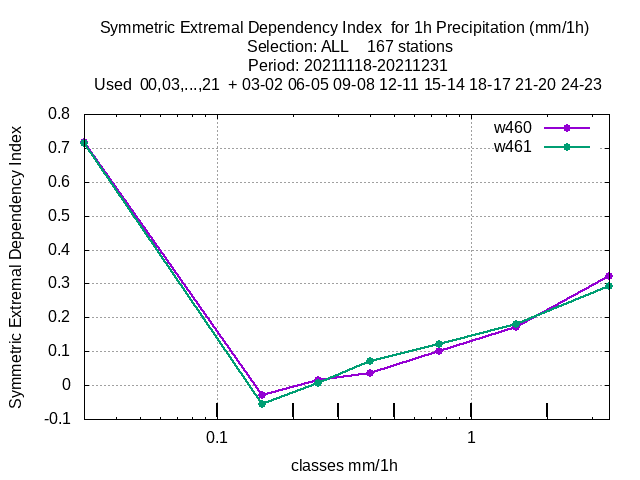 Symmetric Extremal Dependency Index  for 1h Precipitation (mm/1h)
Selection: ALL    167 stations
Period: 20211118-20211231
Used  00,03,...,21  + 03-02 06-05 09-08 12-11 15-14 18-17 21-20 24-23
w460
w461
Symmetric Extremal Dependency Index
0.8
0.7
0.6
0.5
0.4
0.3
0.2
0.1
0
-0.1
0.1
1
classes mm/1h